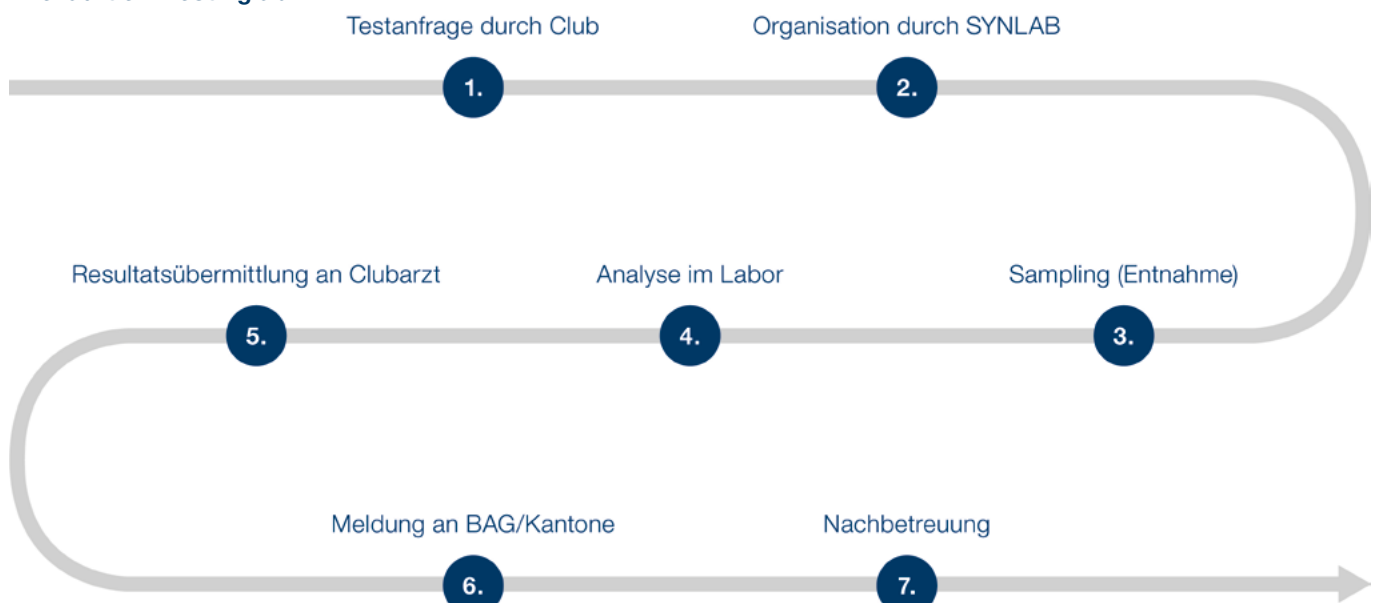 Testanfrage durch Club
Organisation durch SYNLAB
1.
2.
Resultatsübermittlung an Clubarzt
Analyse im Labor
Sampling (Entnahme)
5.
4.
3.
Meldung an BAG/Kantone
Nachbetreuung
6.
7.